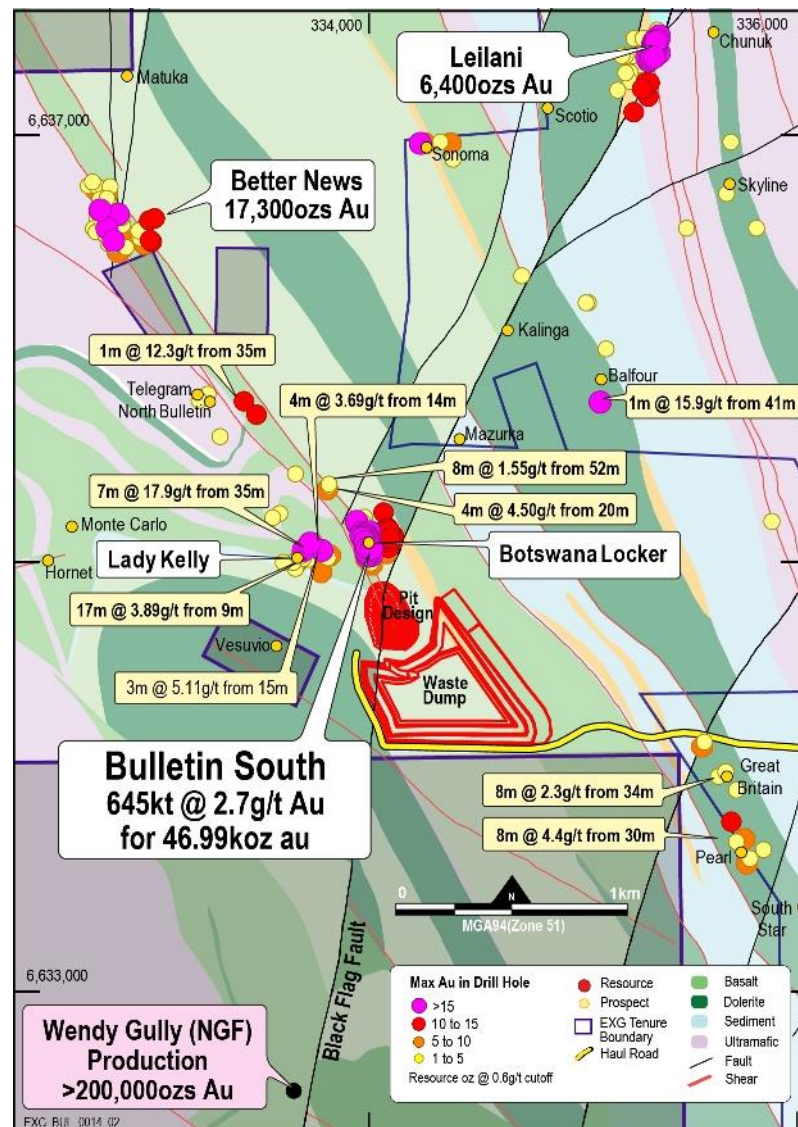 334,000
336,000
Chunuk
Leilani
6,400ozs Au
Matuka
Scotio
6,637,000
Sonoma
Better News
17,300ozs Au
Skyline
Kalinga
1m @ 12.3g/t from 35m
Telegram
North Bulletin
4m @ 3.69g/t from 14m
Balfour
1m @ 15.9g/t from 41m
Mazurka
8m @ 1.55g/t from 52m
7m @ 17.9g/t from 35m
4m @ 4.50g/t from 20m
Monte Carlo
Lady Kelly
Botswana Locker
Hornet
17m @ 3.89g/t from 9m
Pit
Design
Vesuvio
3m @ 5.11g/t from 15m
Waste
Dump
Bulletin South
645kt @ 2.7g/t Au
for 46.99koz au
Great
Britain
8m @ 2.3g/t from 34m
8m @ 4.4g/t from 30m
Pearl
South
Star
0
N
1km
MGA94(Zone 51)
Black Flag Fault
6,633,000
Wendy Gully (NGF)
Production
>200,000ozs Au
Max Au in Drill Hole
>15
10 to 15
5 to 10
1 to 5
Resource oz @ 0.6g/t cutoff
Resource
Prospect
EXG Tenure
Boundary
Haul Road
Basalt
Dolerite
Sediment
Ultramafic
Fault
Shear
EXG_BUL_0014_02